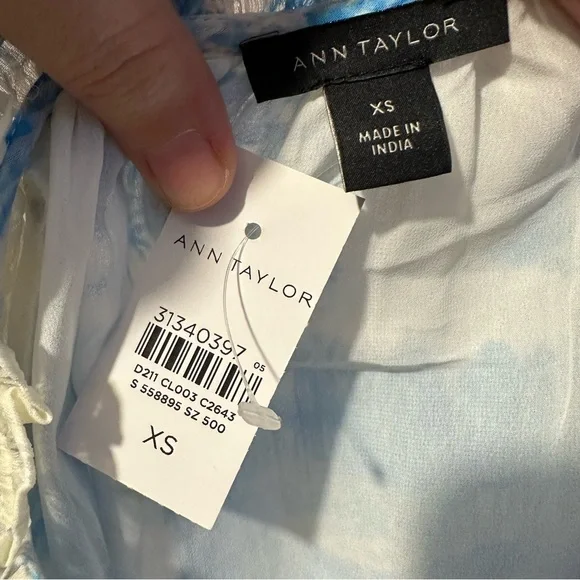 ANN TAYLOR
XS
MADE IN
INDIA
ANN TAYLOR
31340397 05
D211 CL003 C2643
S 558895 SZ 500
XS